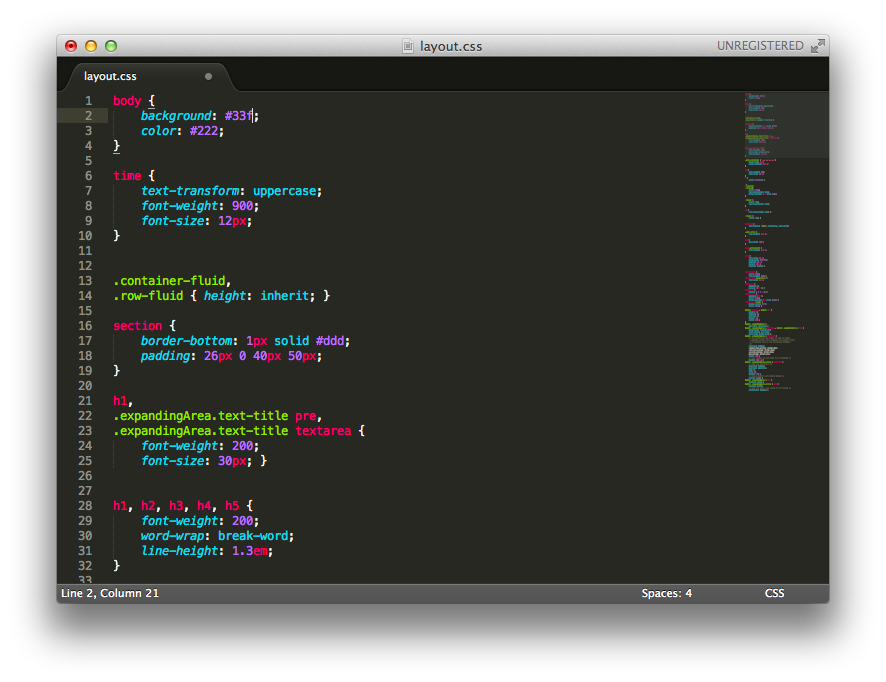 layout.css
UNREGISTERED
layout.css
1 body {
2     background: #33f;
3     color: #222;
4 }
5
6 time {
7     text-transform: uppercase;
8     font-weight: 900;
9     font-size: 12px;
10 }
11
12
13 .container-fluid,
14 .row-fluid { height: inherit; }
15
16 section {
17     border-bottom: 1px solid #ddd;
18     padding: 26px 0 40px 50px;
19 }
20
21 h1,
22 .expandingArea.text-title pre,
23 .expandingArea.text-title textarea {
24     font-weight: 200;
25     font-size: 30px; }
26
27
28 h1, h2, h3, h4, h5 {
29     font-weight: 200;
30     word-wrap: break-word;
31     line-height: 1.3em;
32 }
33
Line 2, Column 21
Spaces: 4
CSS